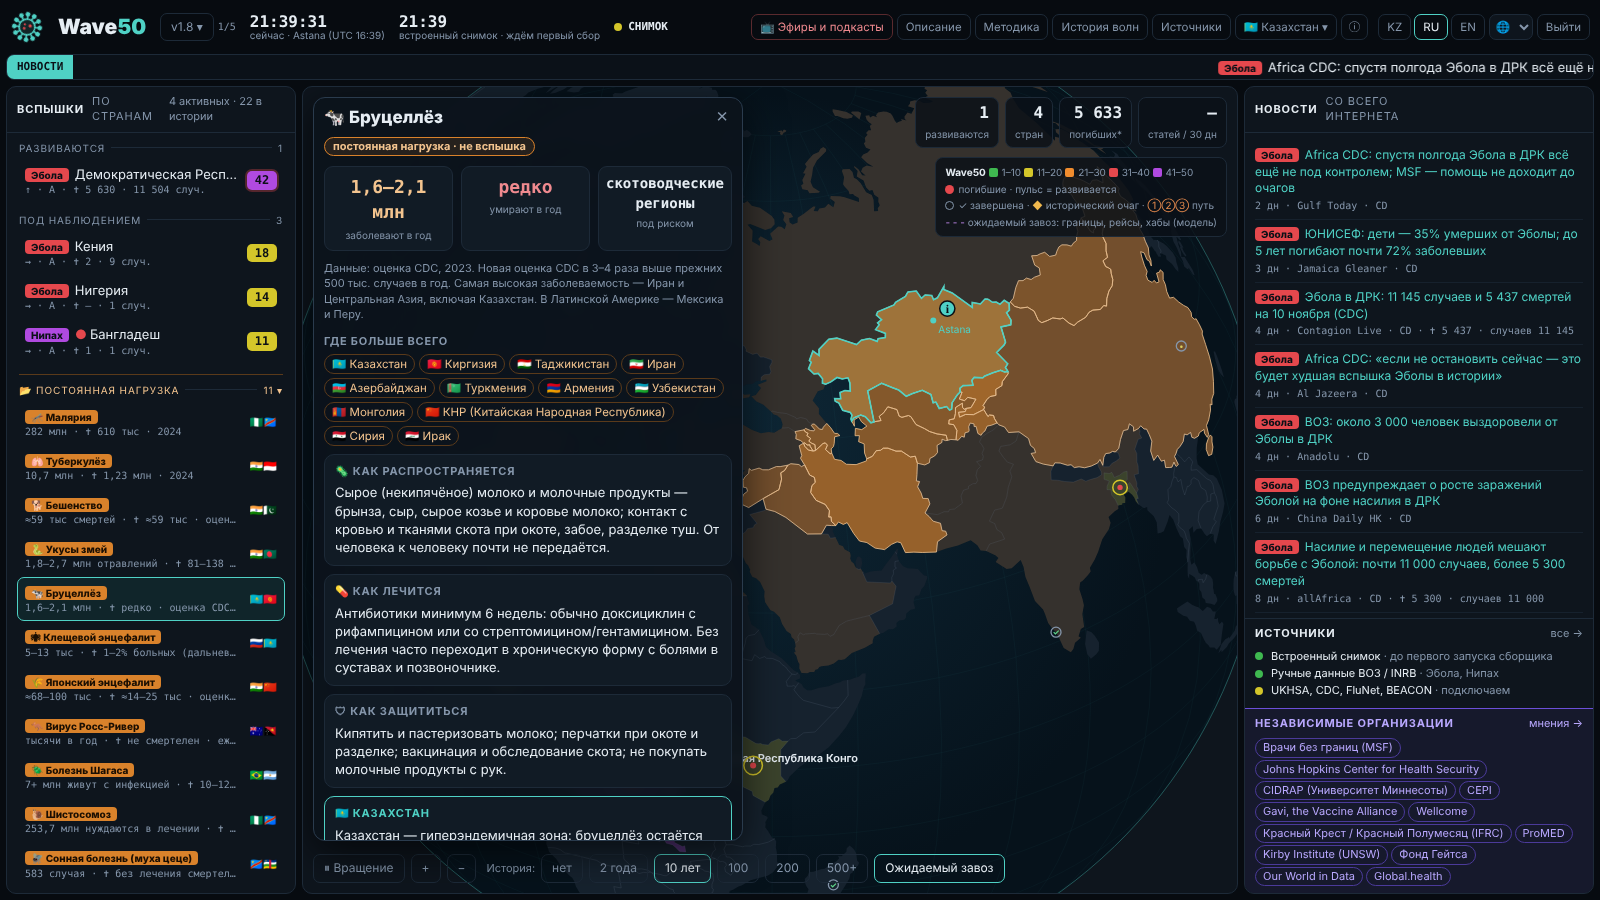 Wave50
v1.8 ▾
1/5
21:39:31
сейчас · Astana (UTC 16:39)
21:39
встроенный снимок · ждём первый сбор
СНИМОК
📺 Эфиры и подкасты
Описание
Методика
История волн
Источники
🇰🇿 Казахстан ▾
ⓘ
KZ
RU
EN
Выйти
НОВОСТИ
Эбола Africa CDC: спустя полгода Эбола в ДРК всё ещё н
ВСПЫШКИ ПО СТРАНАМ
4 активных · 22 в истории
РАЗВИВАЮТСЯ 1
Эбола Демократическая Респ… 42
↑ · A · † 5 630 · 11 504 случ.
ПОД НАБЛЮДЕНИЕМ 3
Эбола Кения 18
→ · A · † 2 · 9 случ.
Эбола Нигерия 14
→ · A · † — · 1 случ.
Нипах Бангладеш 11
→ · A · † 1 · 1 случ.
📂 ПОСТОЯННАЯ НАГРУЗКА 11 ▾
Малярия
282 млн · † 610 тыс · 2024
Туберкулёз
10,7 млн · † 1,23 млн · 2024
Бешенство
≈59 тыс смертей · † ≈59 тыс · оцен…
Укусы змей
1,8–2,7 млн отравлений · † 81–138 …
Бруцеллёз
1,6–2,1 млн · † редко · оценка CDC…
Клещевой энцефалит
5–13 тыс · † 1–2% больных (дальнев…
Японский энцефалит
≈68–100 тыс · † ≈14–25 тыс · оценк…
Вирус Росс-Ривер
тысячи в год · † не смертелен · еж…
Болезнь Шагаса
7+ млн живут с инфекцией · † 10–12…
Шистосомоз
253,7 млн нуждаются в лечении · † …
Сонная болезнь (муха цеце)
583 случая · † без лечения смертел…
🐄 Бруцеллёз ✕
постоянная нагрузка · не вспышка
1,6–2,1 млн
заболевают в год
редко
умирают в год
скотоводческие регионы
под риском
Данные: оценка CDC, 2023. Новая оценка CDC в 3–4 раза выше прежних
500 тыс. случаев в год. Самая высокая заболеваемость — Иран и
Центральная Азия, включая Казахстан. В Латинской Америке — Мексика
и Перу.
ГДЕ БОЛЬШЕ ВСЕГО
🇰🇿 Казахстан 🇰🇬 Киргизия 🇹🇯 Таджикистан 🇮🇷 Иран
🇦🇿 Азербайджан 🇹🇲 Туркмения 🇦🇲 Армения 🇺🇿 Узбекистан
🇲🇳 Монголия 🇨🇳 КНР (Китайская Народная Республика)
🇸🇾 Сирия 🇮🇶 Ирак
🦠 КАК РАСПРОСТРАНЯЕТСЯ
Сырое (некипячёное) молоко и молочные продукты —
брынза, сыр, сырое козье и коровье молоко; контакт с
кровью и тканями скота при окоте, забое, разделке туш. От
человека к человеку почти не передаётся.
💊 КАК ЛЕЧИТСЯ
Антибиотики минимум 6 недель: обычно доксициклин с
рифампицином или со стрептомицином/гентамицином. Без
лечения часто переходит в хроническую форму с болями в
суставах и позвоночнике.
🛡 КАК ЗАЩИТИТЬСЯ
Кипятить и пастеризовать молоко; перчатки при окоте и
разделке; вакцинация и обследование скота; не покупать
молочные продукты с рук.
🇰🇿 КАЗАХСТАН
Казахстан — гиперэндемичная зона: бруцеллёз остаётся
1
развиваются
4
стран
5 633
погибших*
—
статей / 30 дн
Wave50 1–10 11–20 21–30 31–40 41–50
погибшие · пульс = развивается
✓ завершена · ◆ исторический очаг · ①②③ путь
--- ожидаемый завоз: границы, рейсы, хабы (модель)
i
Astana
ая Республика Конго
⏸ Вращение
+
−
История:
нет
2 года
10 лет
100
200
500+
Ожидаемый завоз
НОВОСТИ СО ВСЕГО ИНТЕРНЕТА
Эбола Africa CDC: спустя полгода Эбола в ДРК всё
ещё не под контролем; MSF — помощь не доходит до
очагов
2 дн · Gulf Today · CD
Эбола ЮНИСЕФ: дети — 35% умерших от Эболы; до
5 лет погибают почти 72% заболевших
3 дн · Jamaica Gleaner · CD
Эбола Эбола в ДРК: 11 145 случаев и 5 437 смертей
на 10 ноября (CDC)
4 дн · Contagion Live · CD · † 5 437 · случаев 11 145
Эбола Africa CDC: «если не остановить сейчас — это
будет худшая вспышка Эболы в истории»
4 дн · Al Jazeera · CD
Эбола ВОЗ: около 3 000 человек выздоровели от
Эболы в ДРК
4 дн · Anadolu · CD
Эбола ВОЗ предупреждает о росте заражений
Эболой на фоне насилия в ДРК
6 дн · China Daily HK · CD
Эбола Насилие и перемещение людей мешают
борьбе с Эболой: почти 11 000 случаев, более 5 300
смертей
8 дн · allAfrica · CD · † 5 300 · случаев 11 000
ИСТОЧНИКИ все →
Встроенный снимок · до первого запуска сборщика
Ручные данные ВОЗ / INRB · Эбола, Нипах
UKHSA, CDC, FluNet, BEACON · подключаем
НЕЗАВИСИМЫЕ ОРГАНИЗАЦИИ мнения →
Врачи без границ (MSF)
Johns Hopkins Center for Health Security
CIDRAP (Университет Миннесоты) CEPI
Gavi, the Vaccine Alliance Wellcome
Красный Крест / Красный Полумесяц (IFRC) ProMED
Kirby Institute (UNSW) Фонд Гейтса
Our World in Data Global.health